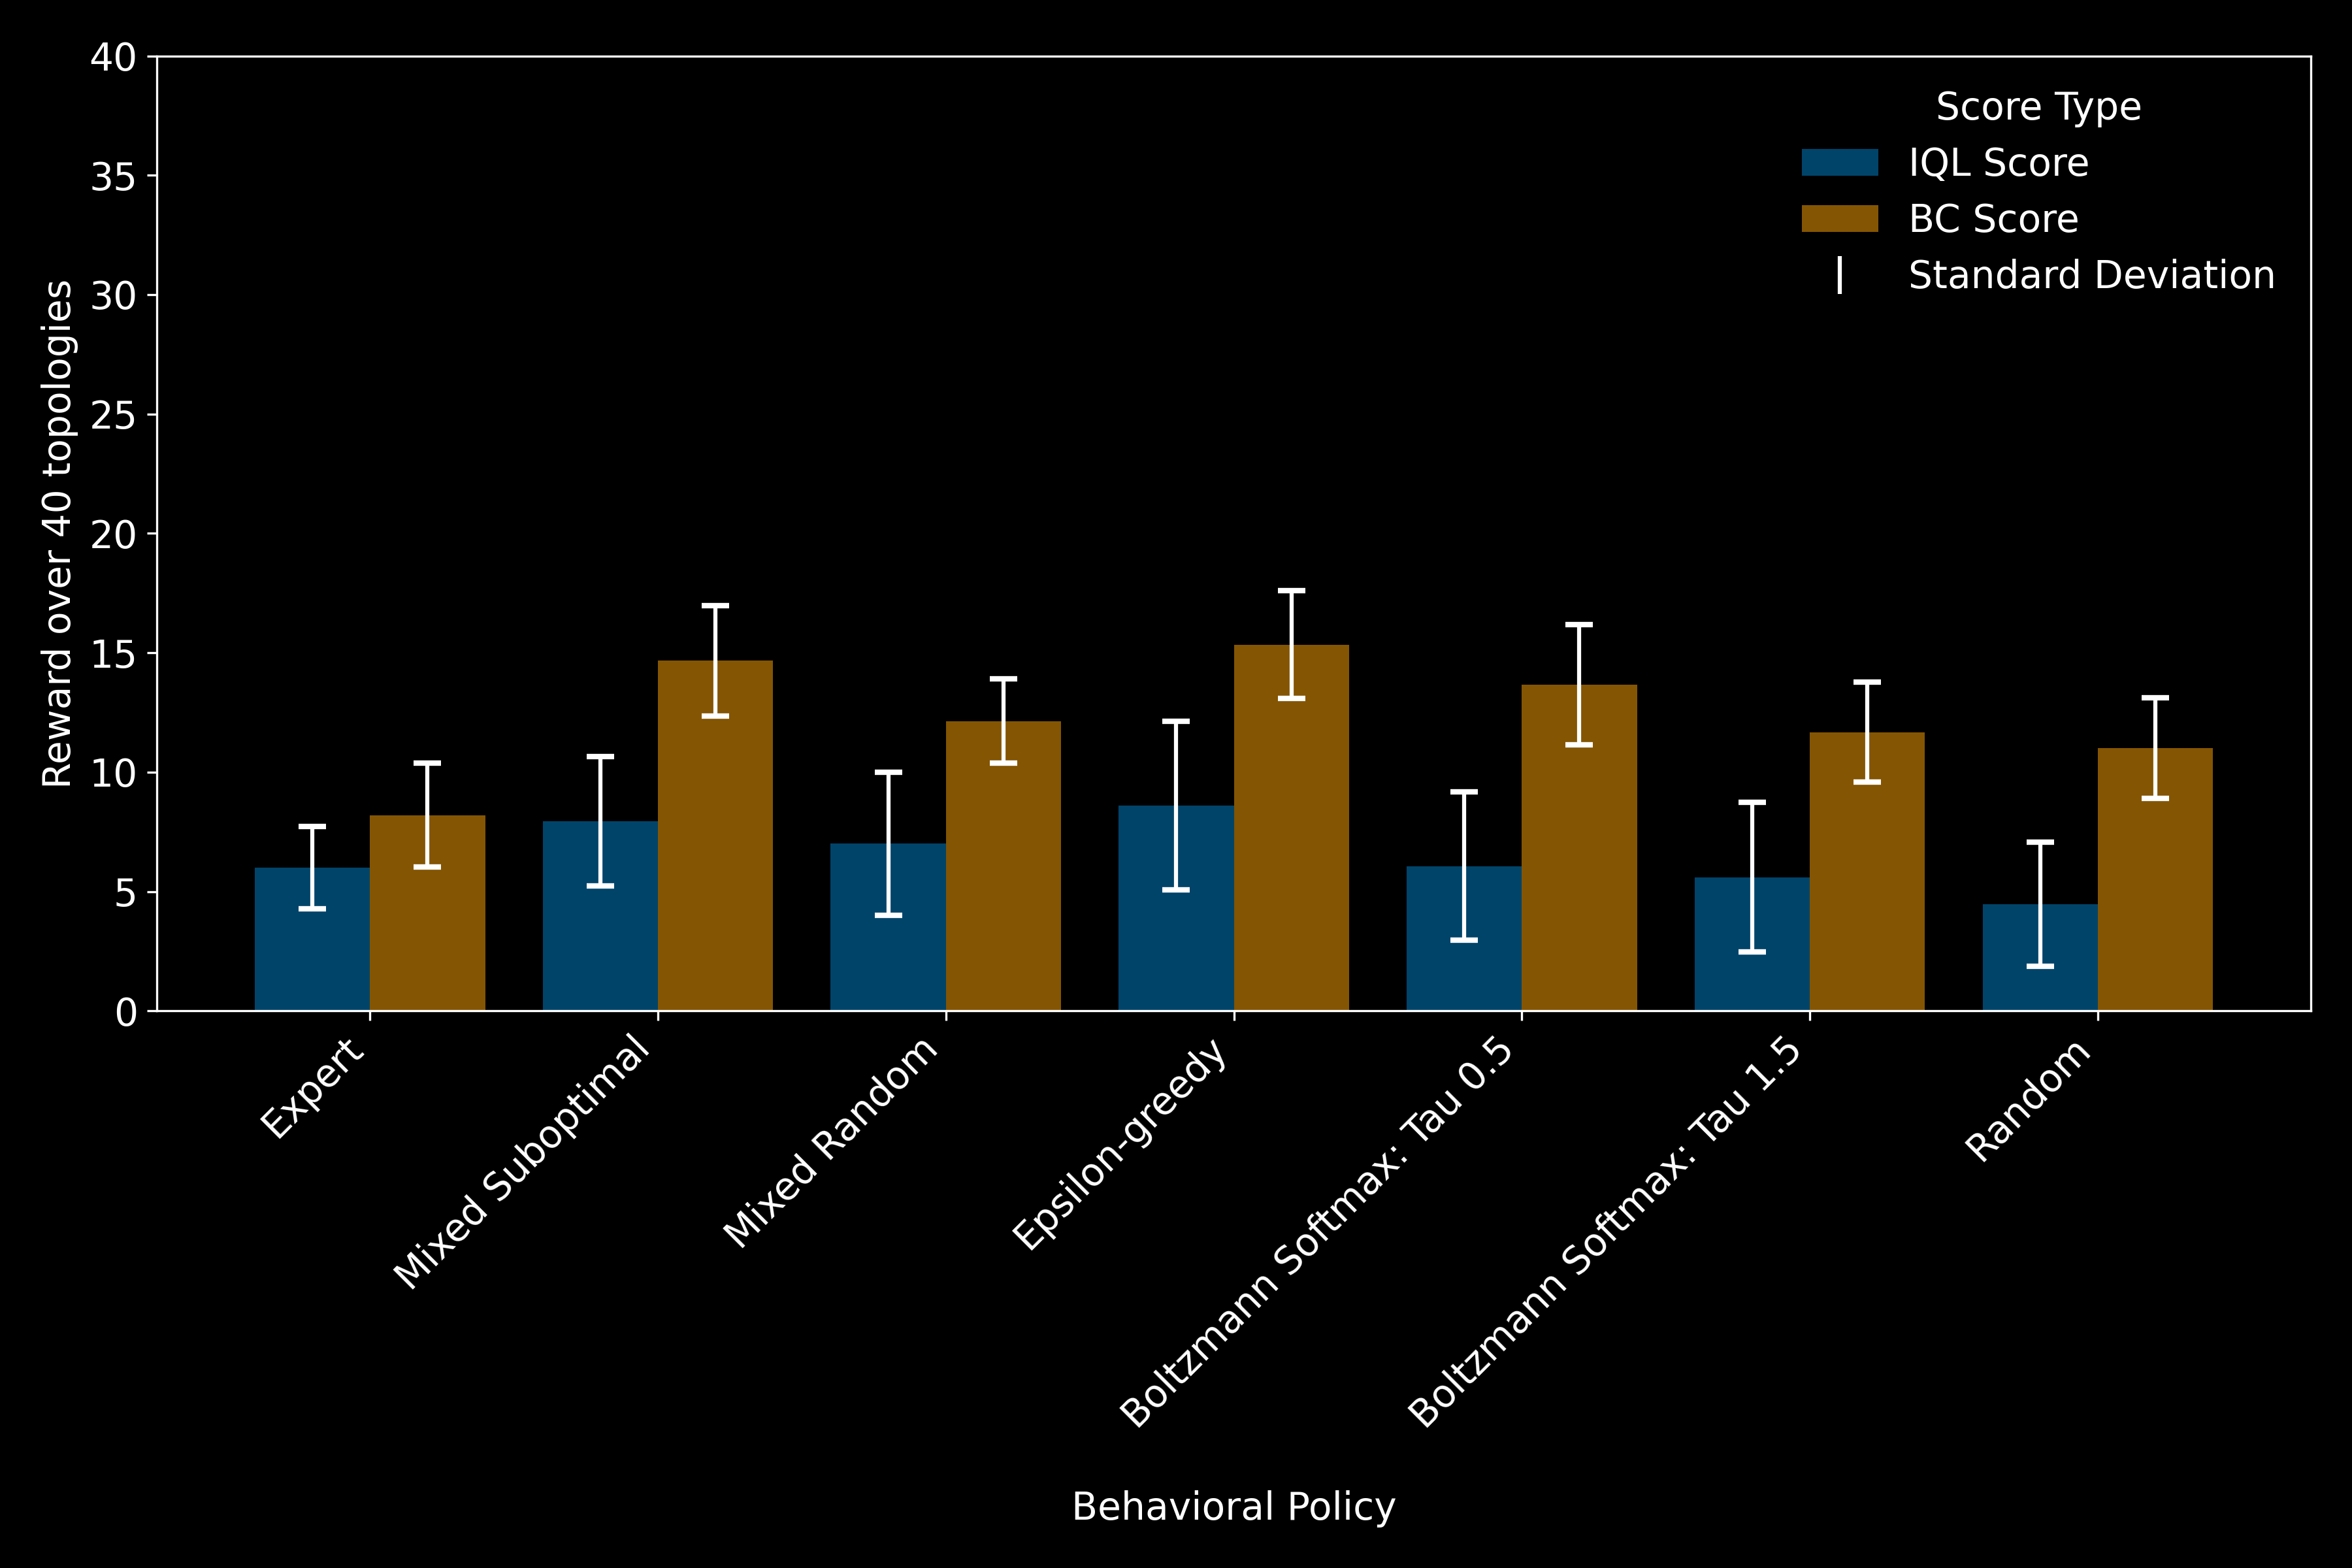 40
35
30
25
20
15
10
5
0
Reward over 40 topologies
Score Type
IQL Score
BC Score
Standard Deviation
Expert
Mixed Suboptimal
Mixed Random
Epsilon-greedy
Boltzmann Softmax: Tau 0.5
Boltzmann Softmax: Tau 1.5
Random
Behavioral Policy